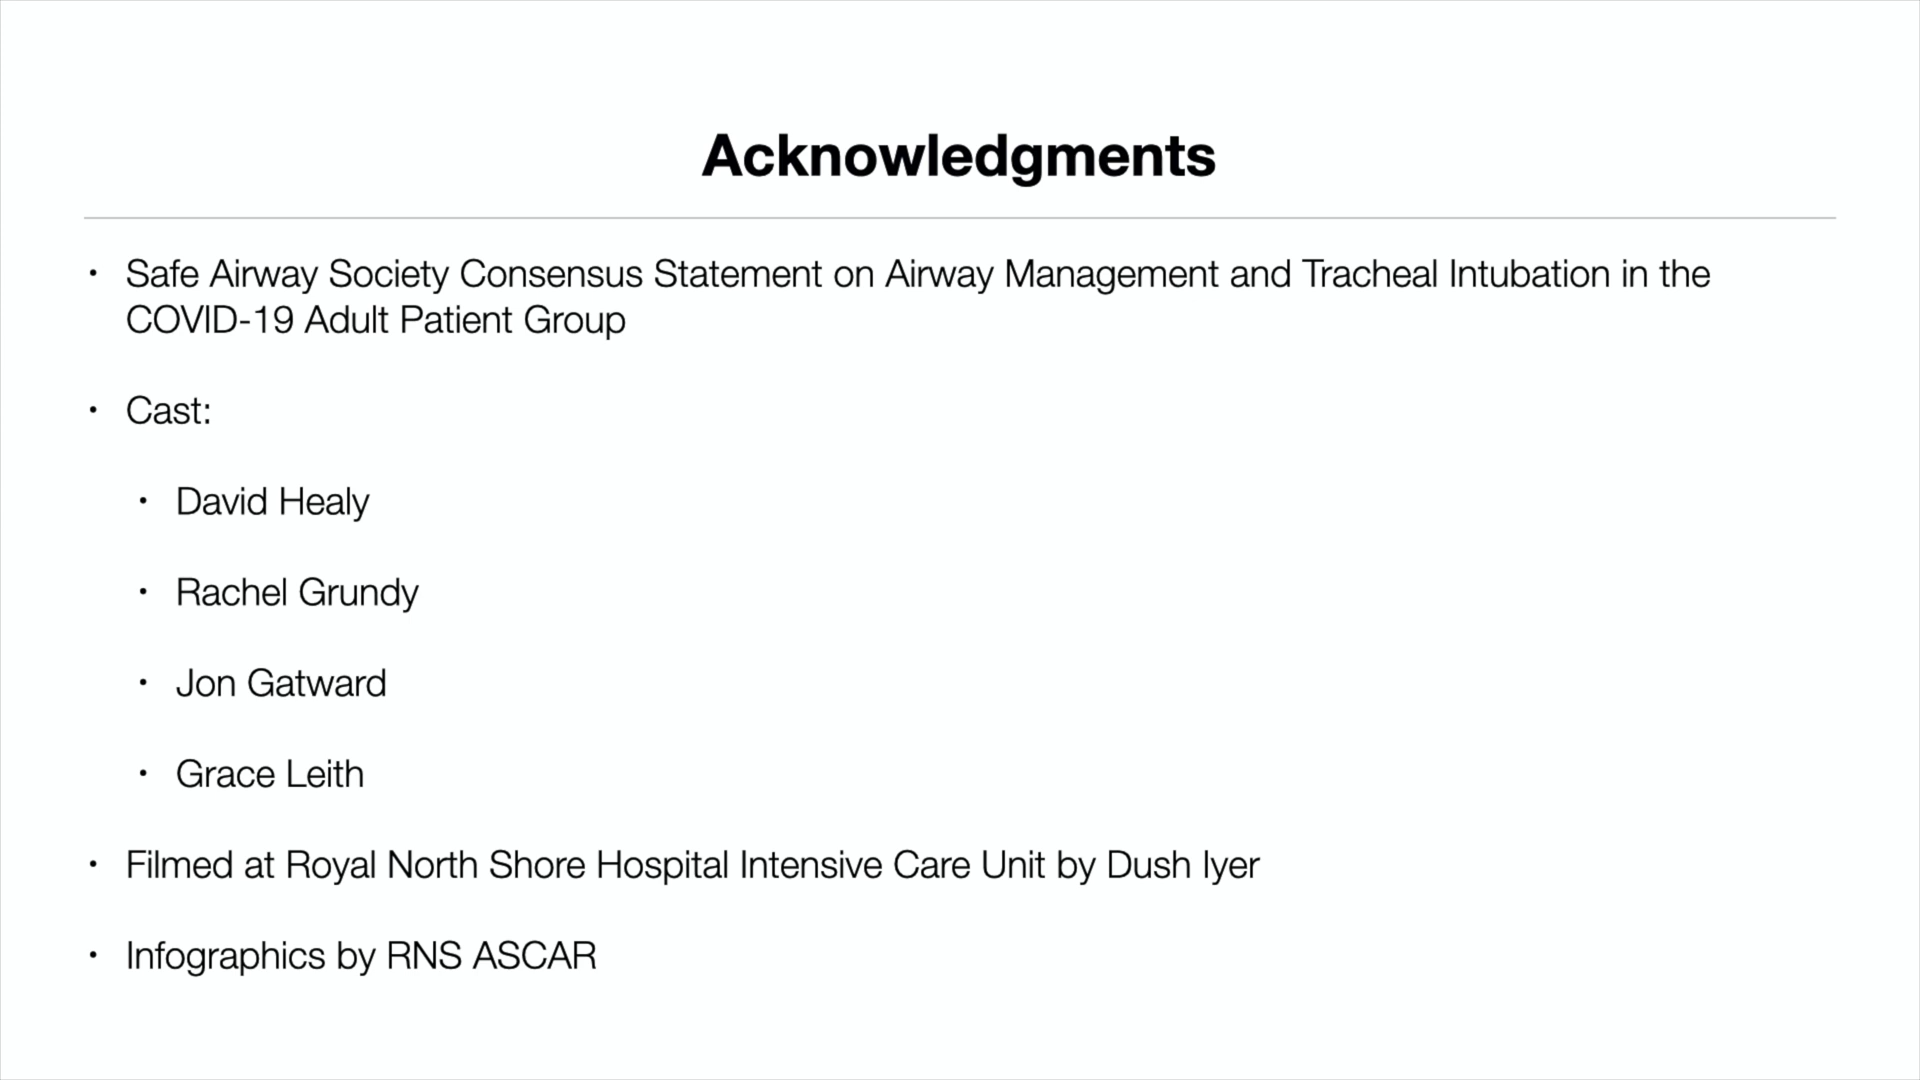 Acknowledgments
• Safe Airway Society Consensus Statement on Airway Management and Tracheal Intubation in the
COVID-19 Adult Patient Group
• Cast:
• David Healy
• Rachel Grundy
• Jon Gatward
• Grace Leith
• Filmed at Royal North Shore Hospital Intensive Care Unit by Dush Iyer
• Infographics by RNS ASCAR